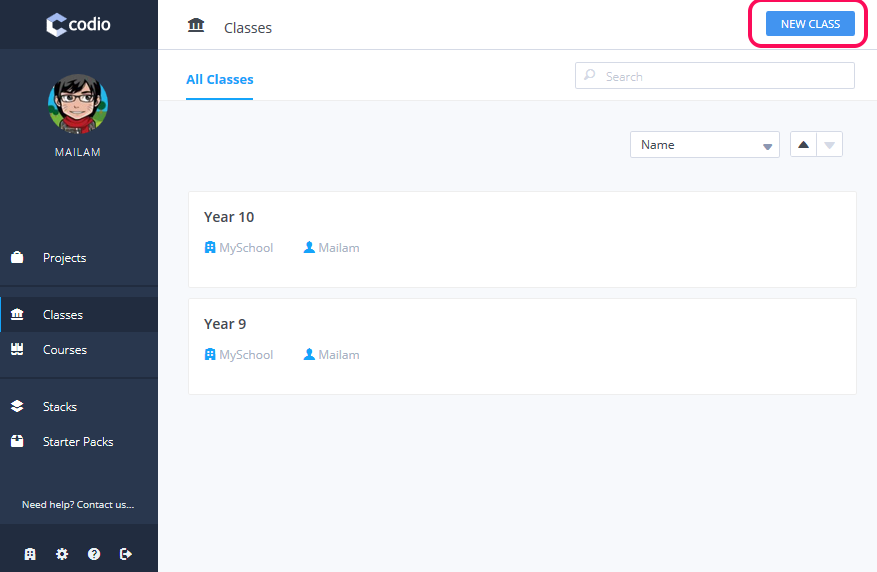 codio
MAILAM
Projects
Classes
Courses
Stacks
Starter Packs
Need help? Contact us...
Classes
NEW CLASS
All Classes
Search
Name
Year 10
MySchool Mailam
Year 9
MySchool Mailam